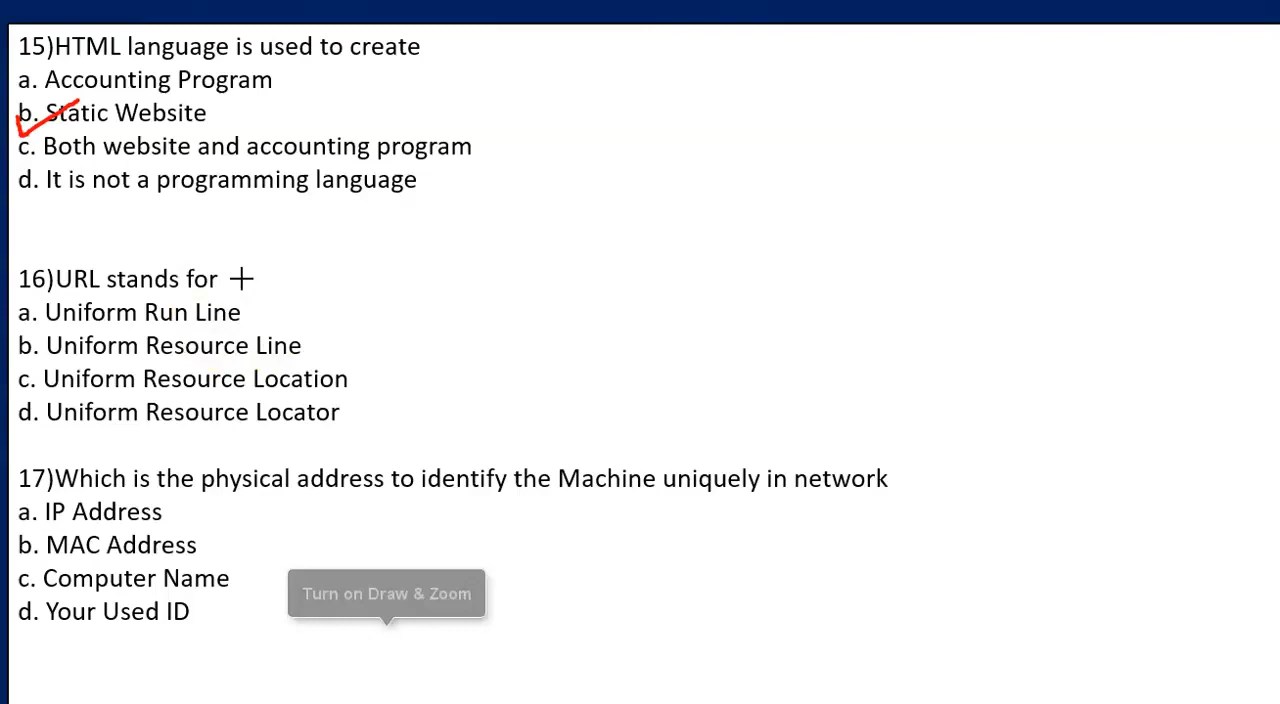 15)HTML language is used to create
a. Accounting Program
b. Static Website
c. Both website and accounting program
d. It is not a programming language
16)URL stands for
a. Uniform Run Line
b. Uniform Resource Line
c. Uniform Resource Location
d. Uniform Resource Locator
17)Which is the physical address to identify the Machine uniquely in network
a. IP Address
b. MAC Address
c. Computer Name
d. Your Used ID
Turn on Draw & Zoom